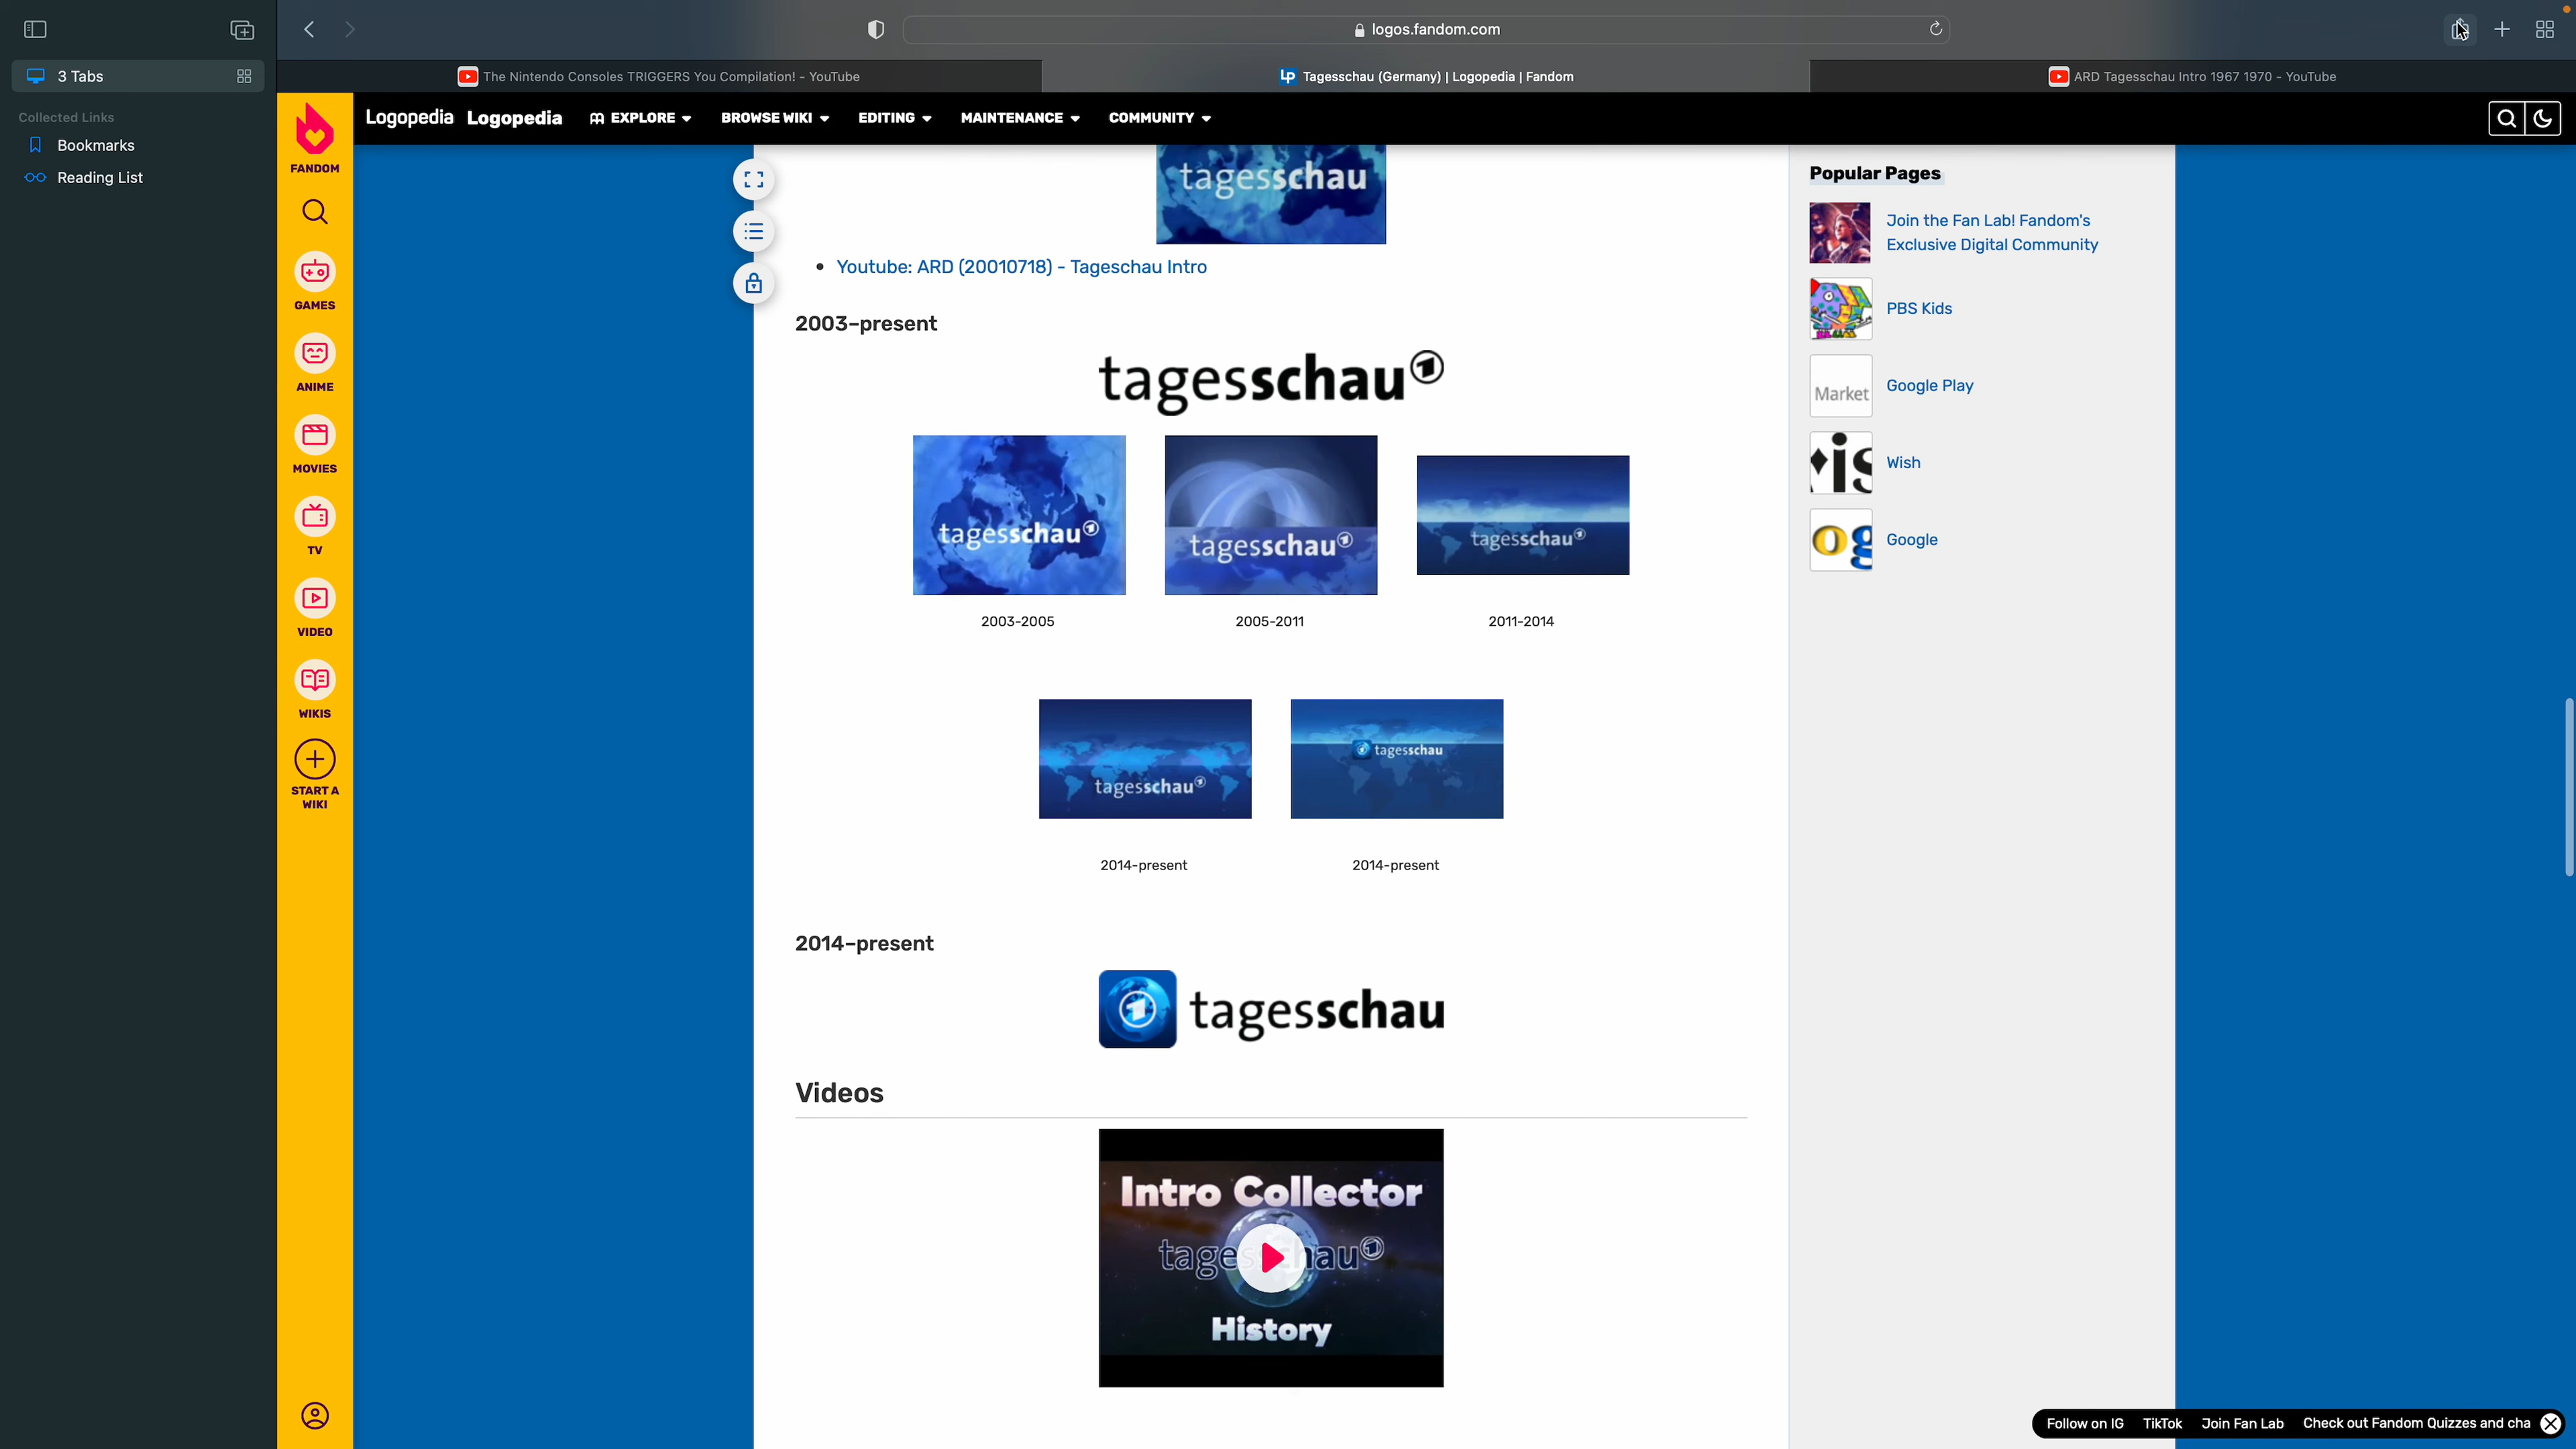 3 Tabs
Collected Links
Bookmarks
Reading List
logos.fandom.com
The Nintendo Consoles TRIGGERS You Compilation! - YouTube
Tagesschau (Germany) | Logopedia | Fandom
ARD Tagesschau Intro 1967 1970 - YouTube
FANDOM
GAMES
ANIME
MOVIES
TV
VIDEO
WIKIS
START A
WIKI
Logopedia
Logopedia
EXPLORE
BROWSE WIKI
EDITING
MAINTENANCE
COMMUNITY
tagesschau
Youtube: ARD (20010718) - Tageschau Intro
2003–present
tagesschau
tagesschau
tagesschau
tagesschau
2003-2005
2005-2011
2011-2014
tagesschau
tagesschau
2014-present
2014-present
2014–present
tagesschau
Videos
Intro Collector
tagesschau
History
Popular Pages
Join the Fan Lab! Fandom's
Exclusive Digital Community
PBS Kids
Market
Google Play
Wish
Google
Follow on IG
TikTok
Join Fan Lab
Check out Fandom Quizzes and cha